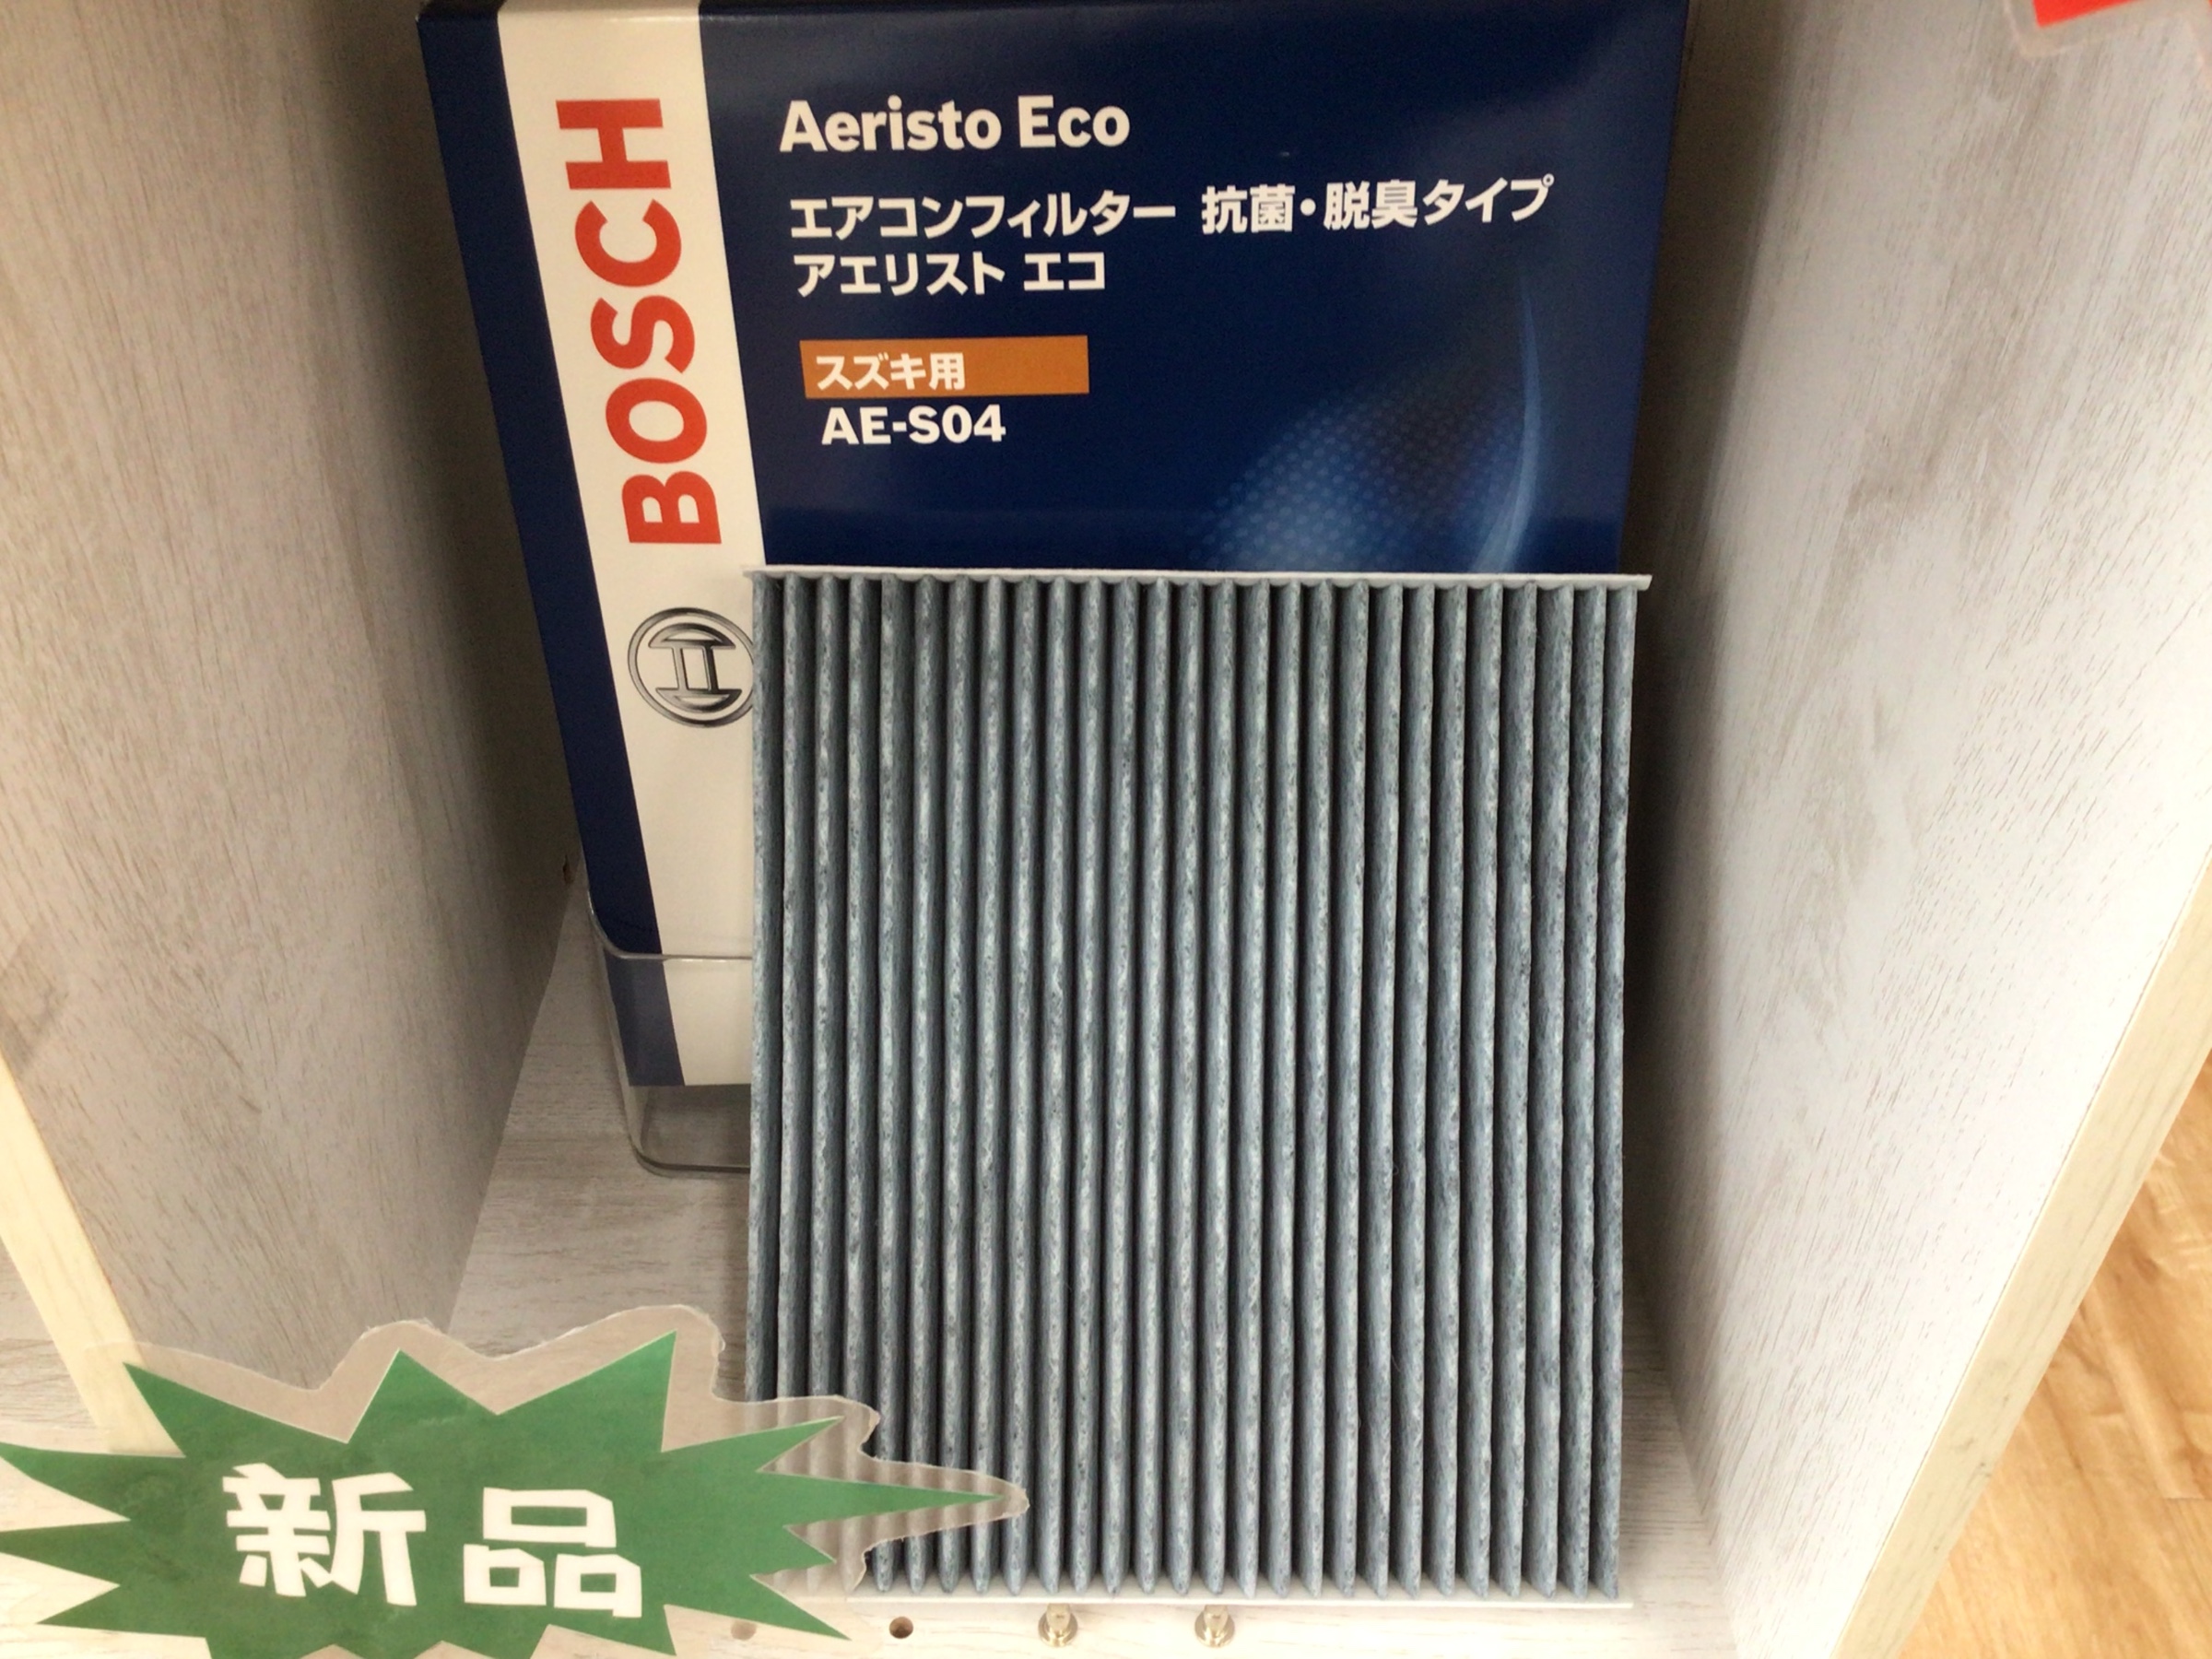 BOSCH
Aeristo Eco
エアコンフィルター 抗菌・脱臭タイプ
アエリスト エコ
スズキ用
AE-S04
新品